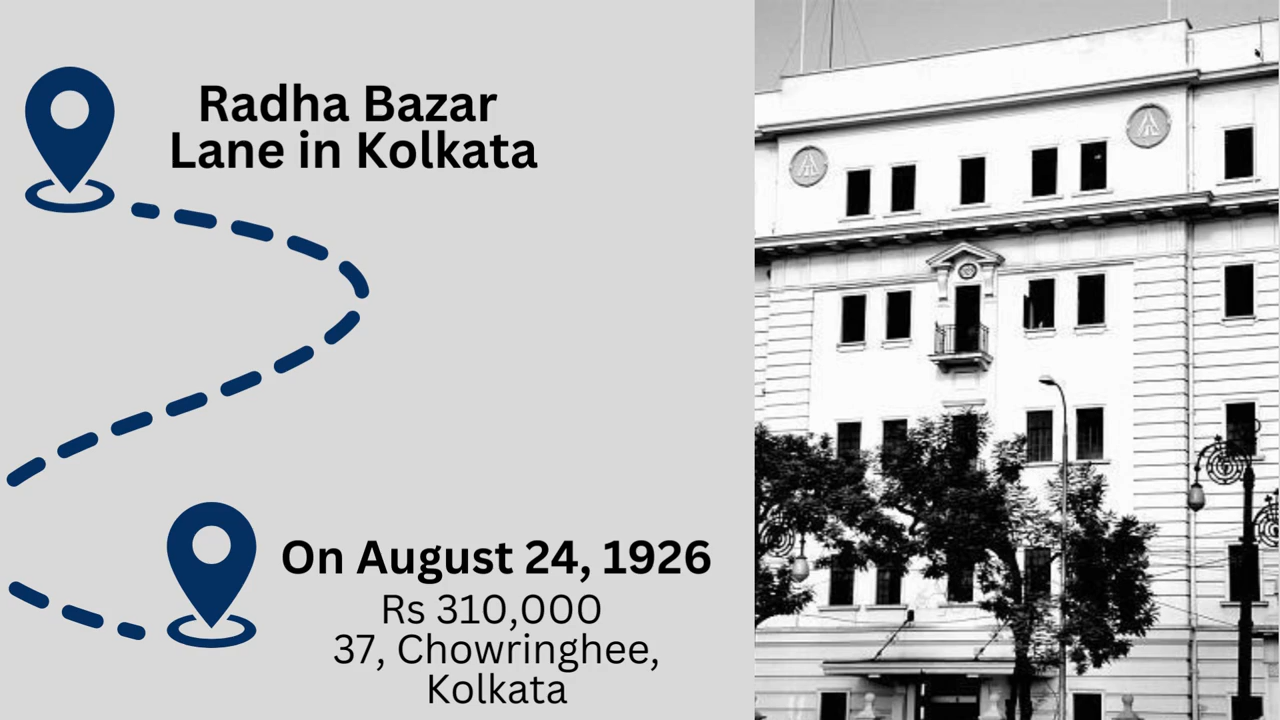 Radha Bazar
Lane in Kolkata
On August 24, 1926
Rs 310,000
37, Chowringhee,
Kolkata